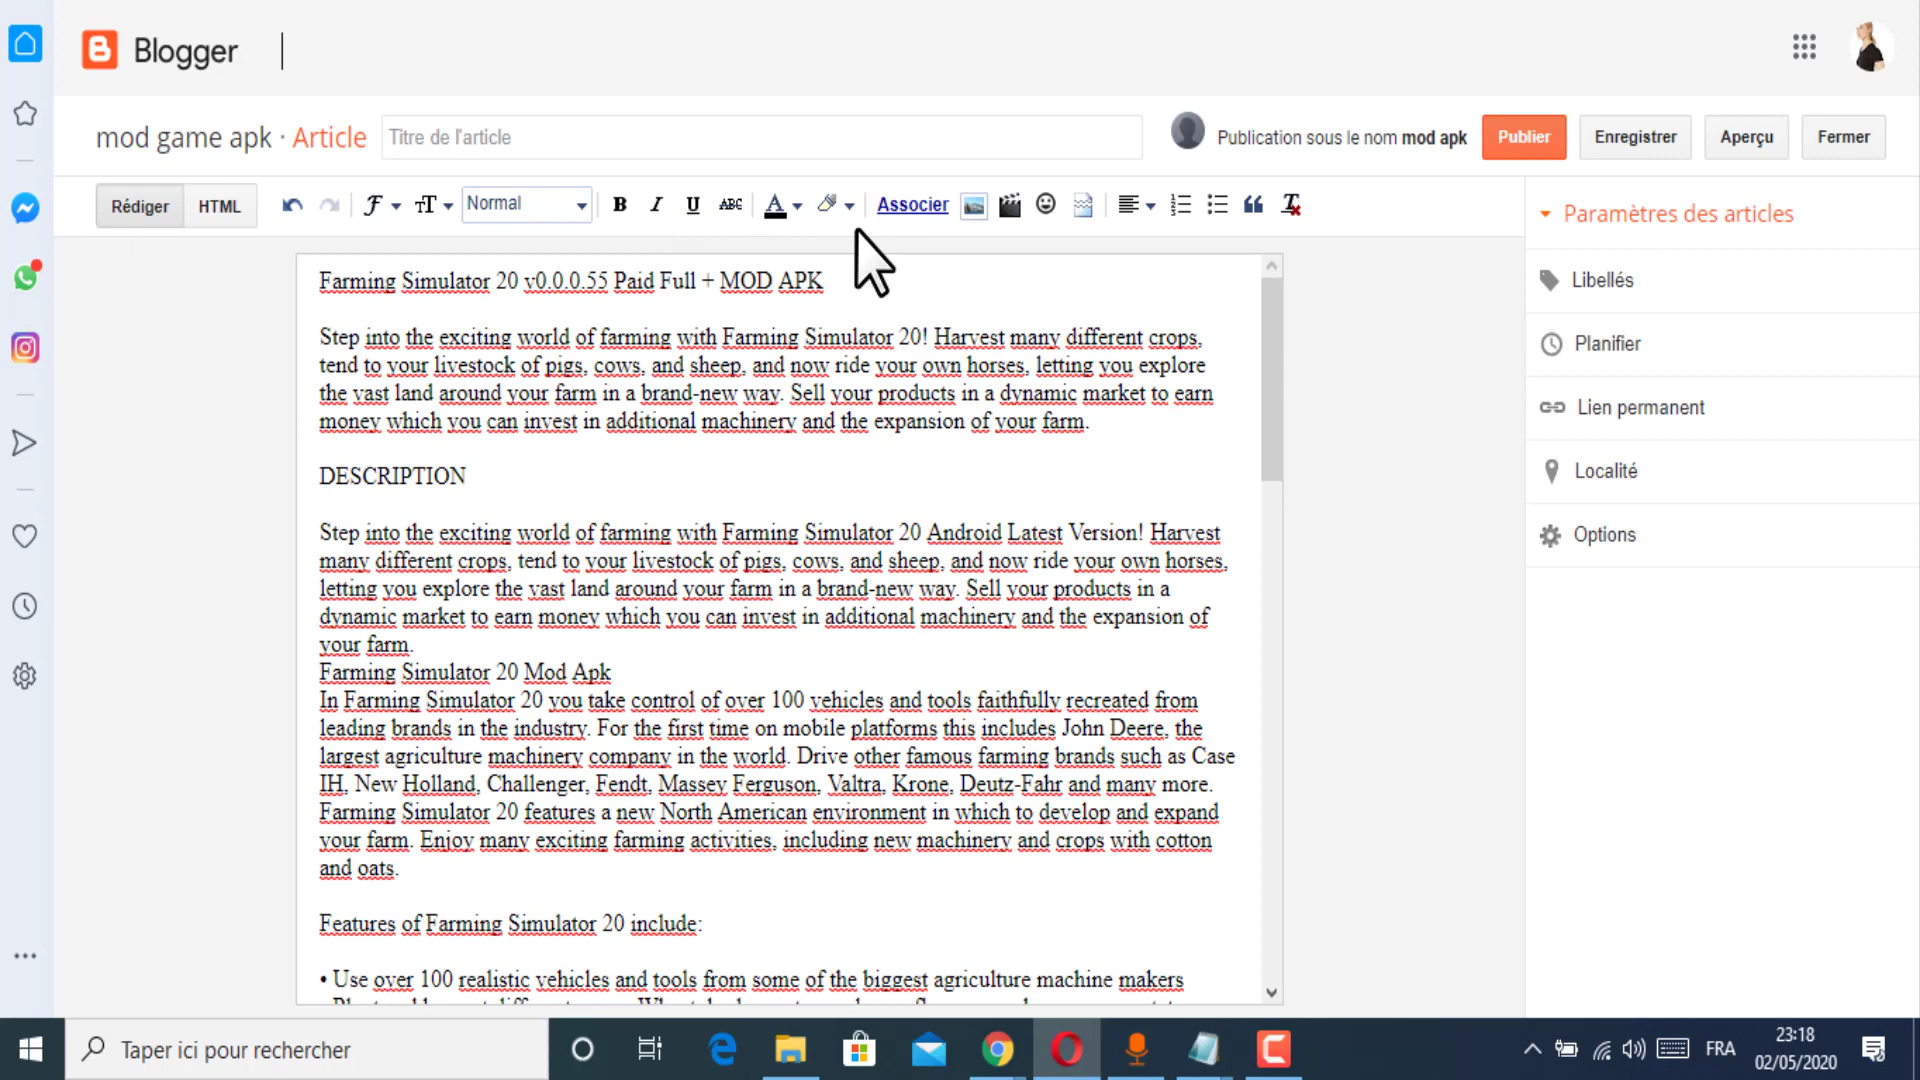 Blogger
mod game apk · Article
Titre de l'article
Publication sous le nom mod apk
Publier
Enregistrer
Aperçu
Fermer
Rédiger
HTML
Normal
Associer
Paramètres des articles
Libellés
Planifier
Lien permanent
Localité
Options
Farming Simulator 20 v0.0.0.55 Paid Full + MOD APK
Step into the exciting world of farming with Farming Simulator 20! Harvest many different crops,
tend to your livestock of pigs, cows, and sheep, and now ride your own horses, letting you explore
the vast land around your farm in a brand-new way. Sell your products in a dynamic market to earn
money which you can invest in additional machinery and the expansion of your farm.
DESCRIPTION
Step into the exciting world of farming with Farming Simulator 20 Android Latest Version! Harvest
many different crops, tend to your livestock of pigs, cows, and sheep, and now ride your own horses,
letting you explore the vast land around your farm in a brand-new way. Sell your products in a
dynamic market to earn money which you can invest in additional machinery and the expansion of
your farm.
Farming Simulator 20 Mod Apk
In Farming Simulator 20 you take control of over 100 vehicles and tools faithfully recreated from
leading brands in the industry. For the first time on mobile platforms this includes John Deere, the
largest agriculture machinery company in the world. Drive other famous farming brands such as Case
IH, New Holland, Challenger, Fendt, Massey Ferguson, Valtra, Krone, Deutz-Fahr and many more.
Farming Simulator 20 features a new North American environment in which to develop and expand
your farm. Enjoy many exciting farming activities, including new machinery and crops with cotton
and oats.
Features of Farming Simulator 20 include:
• Use over 100 realistic vehicles and tools from some of the biggest agriculture machine makers
Taper ici pour rechercher
FRA
23:18
02/05/2020